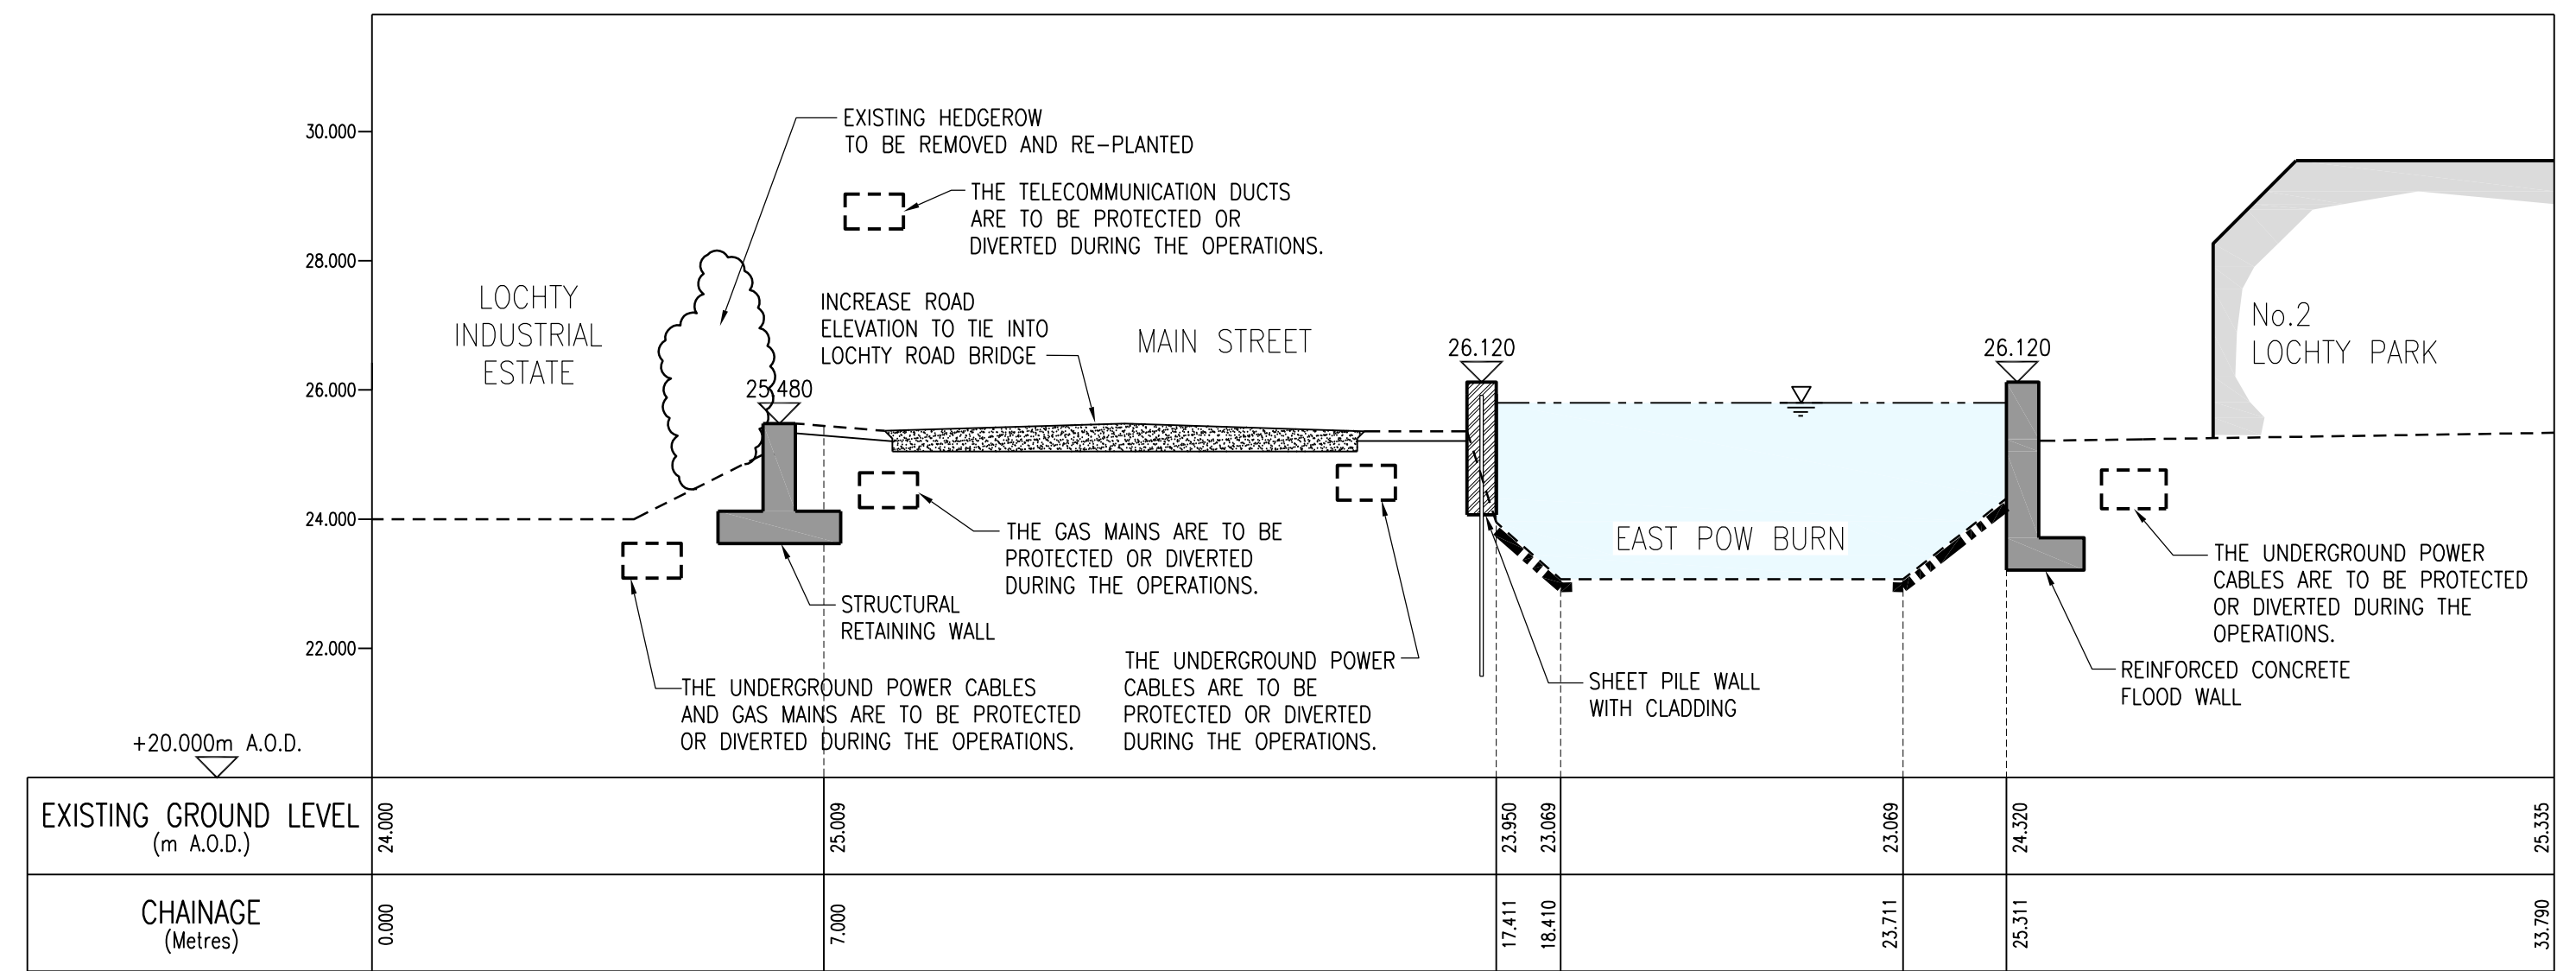 EXISTING HEDGEROW
TO BE REMOVED AND RE-PLANTED
30.000
THE TELECOMMUNICATION DUCTS
ARE TO BE PROTECTED OR
DIVERTED DURING THE OPERATIONS.
28.000
LOCHTY
INDUSTRIAL
ESTATE
INCREASE ROAD
ELEVATION TO TIE INTO
LOCHTY ROAD BRIDGE
MAIN STREET
No.2
LOCHTY PARK
26.120
26.120
26.000
25.480
24.000
THE GAS MAINS ARE TO BE
PROTECTED OR DIVERTED
DURING THE OPERATIONS.
EAST POW BURN
THE UNDERGROUND POWER
CABLES ARE TO BE PROTECTED
OR DIVERTED DURING THE
OPERATIONS.
STRUCTURAL
RETAINING WALL
22.000
THE UNDERGROUND POWER CABLES
AND GAS MAINS ARE TO BE PROTECTED
OR DIVERTED DURING THE OPERATIONS.
THE UNDERGROUND POWER
CABLES ARE TO BE
PROTECTED OR DIVERTED
DURING THE OPERATIONS.
SHEET PILE WALL
WITH CLADDING
REINFORCED CONCRETE
FLOOD WALL
+20.000m A.O.D.
EXISTING GROUND LEVEL
(m A.O.D.)
24.000
25.009
23.950
23.069
23.069
24.320
25.335
CHAINAGE
(Metres)
0.000
7.000
17.411
18.410
23.711
25.311
33.790